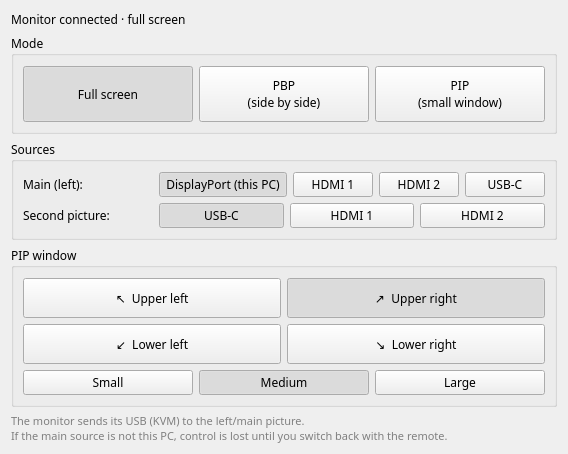 Monitor connected · full screen
Mode
Full screen
PBP
(side by side)
PIP
(small window)
Sources
Main (left):
DisplayPort (this PC)
HDMI 1
HDMI 2
USB-C
Second picture:
USB-C
HDMI 1
HDMI 2
PIP window
↖ Upper left
↗ Upper right
↙ Lower left
↘ Lower right
Small
Medium
Large
The monitor sends its USB (KVM) to the left/main picture.
If the main source is not this PC, control is lost until you switch back with the remote.